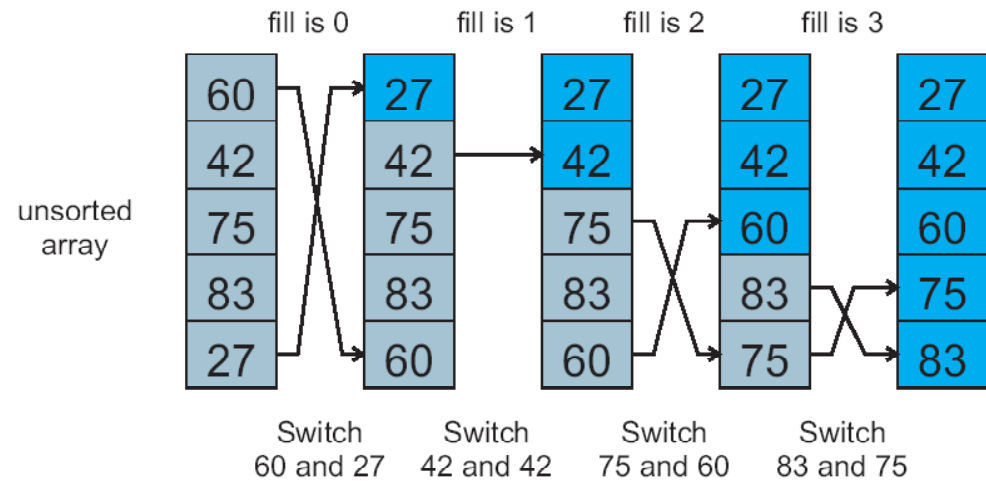 fill is 0 fill is 1 fill is 2 fill is 3
60 27 27 27 27
42 42 42 42 42
unsorted
array
75 75 75 60 60
83 83 83 83 75
27 60 60 75 83
Switch Switch Switch Switch
60 and 27 42 and 42 75 and 60 83 and 75